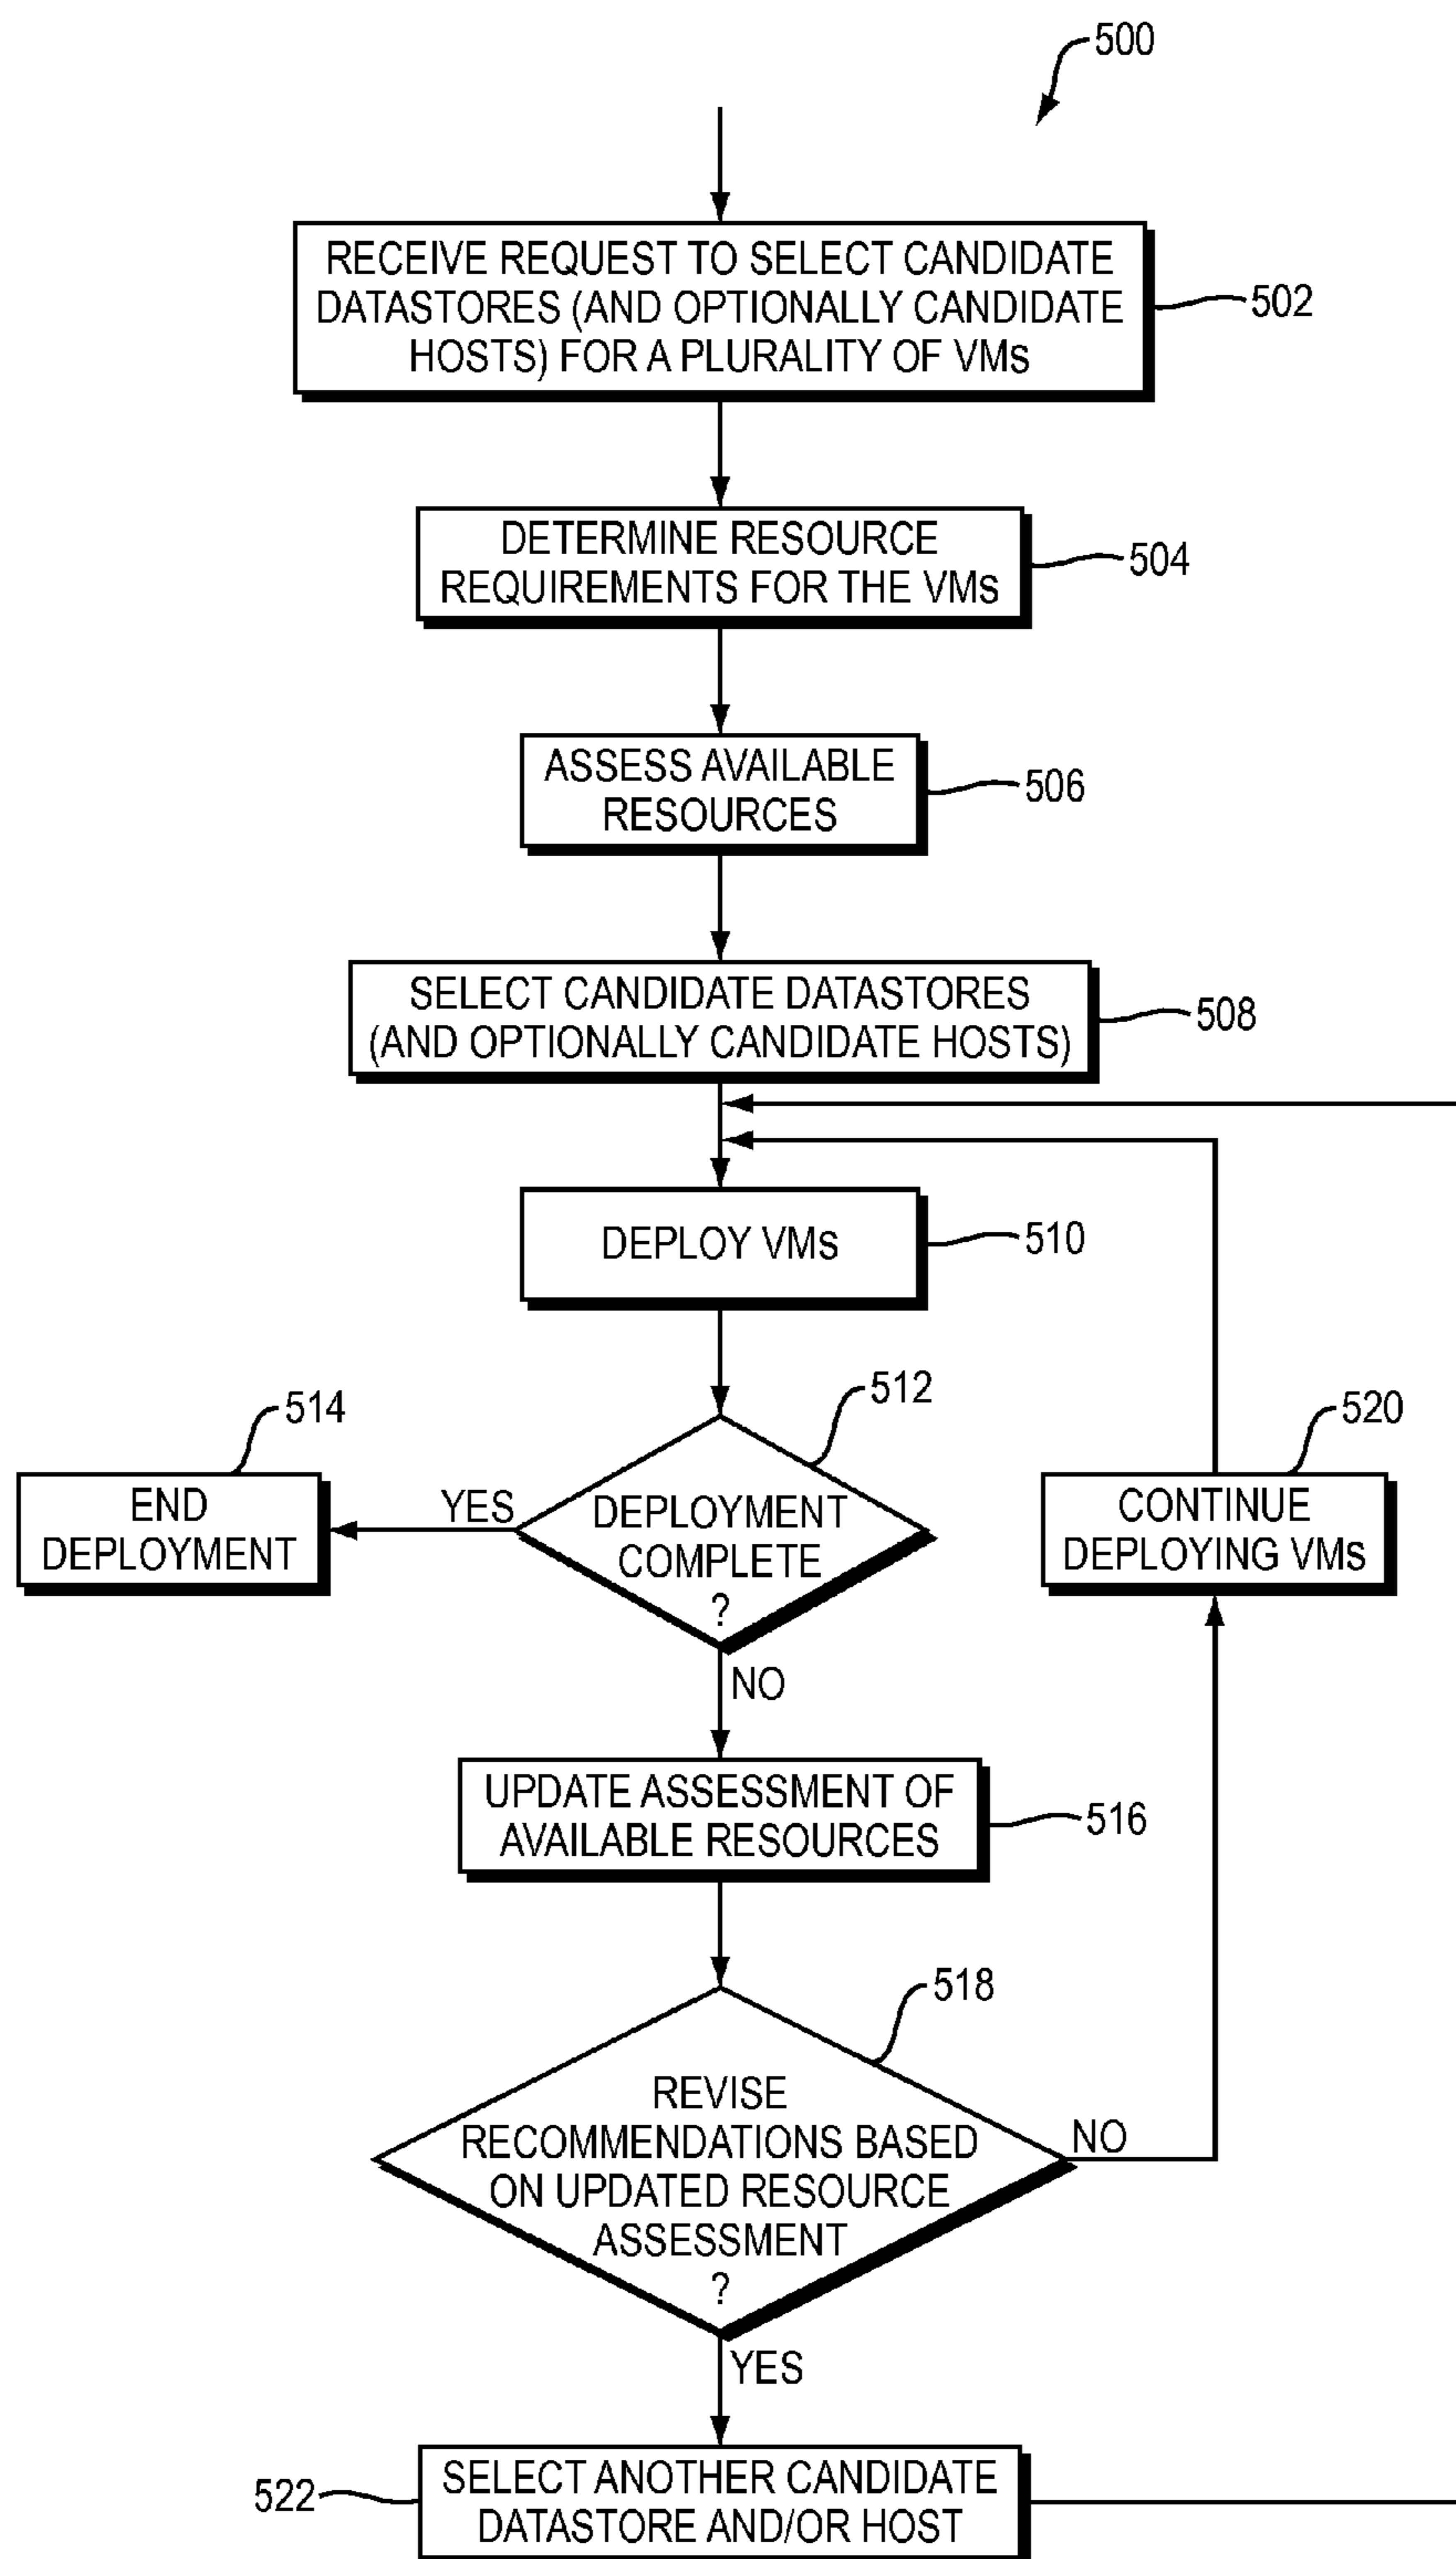 500
RECEIVE REQUEST TO SELECT CANDIDATE
DATASTORES (AND OPTIONALLY CANDIDATE
HOSTS) FOR A PLURALITY OF VMs
502
DETERMINE RESOURCE
REQUIREMENTS FOR THE VMs
504
ASSESS AVAILABLE
RESOURCES
506
SELECT CANDIDATE DATASTORES
(AND OPTIONALLY CANDIDATE HOSTS)
508
DEPLOY VMs
510
512
514
520
END
DEPLOYMENT
YES
DEPLOYMENT
COMPLETE
?
CONTINUE
DEPLOYING VMs
NO
UPDATE ASSESSMENT OF
AVAILABLE RESOURCES
516
518
REVISE
RECOMMENDATIONS BASED
ON UPDATED RESOURCE
ASSESSMENT
?
NO
YES
522
SELECT ANOTHER CANDIDATE
DATASTORE AND/OR HOST